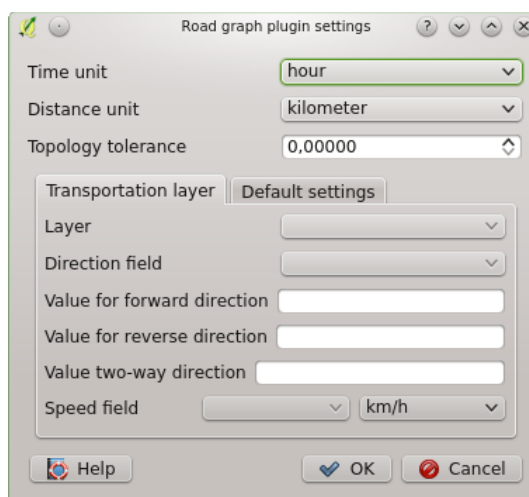 Road graph plugin settings
Time unit hour
Distance unit kilometer
Topology tolerance 0,00000
Transportation layer Default settings
Layer
Direction field
Value for forward direction
Value for reverse direction
Value two-way direction
Speed field km/h
Help OK Cancel